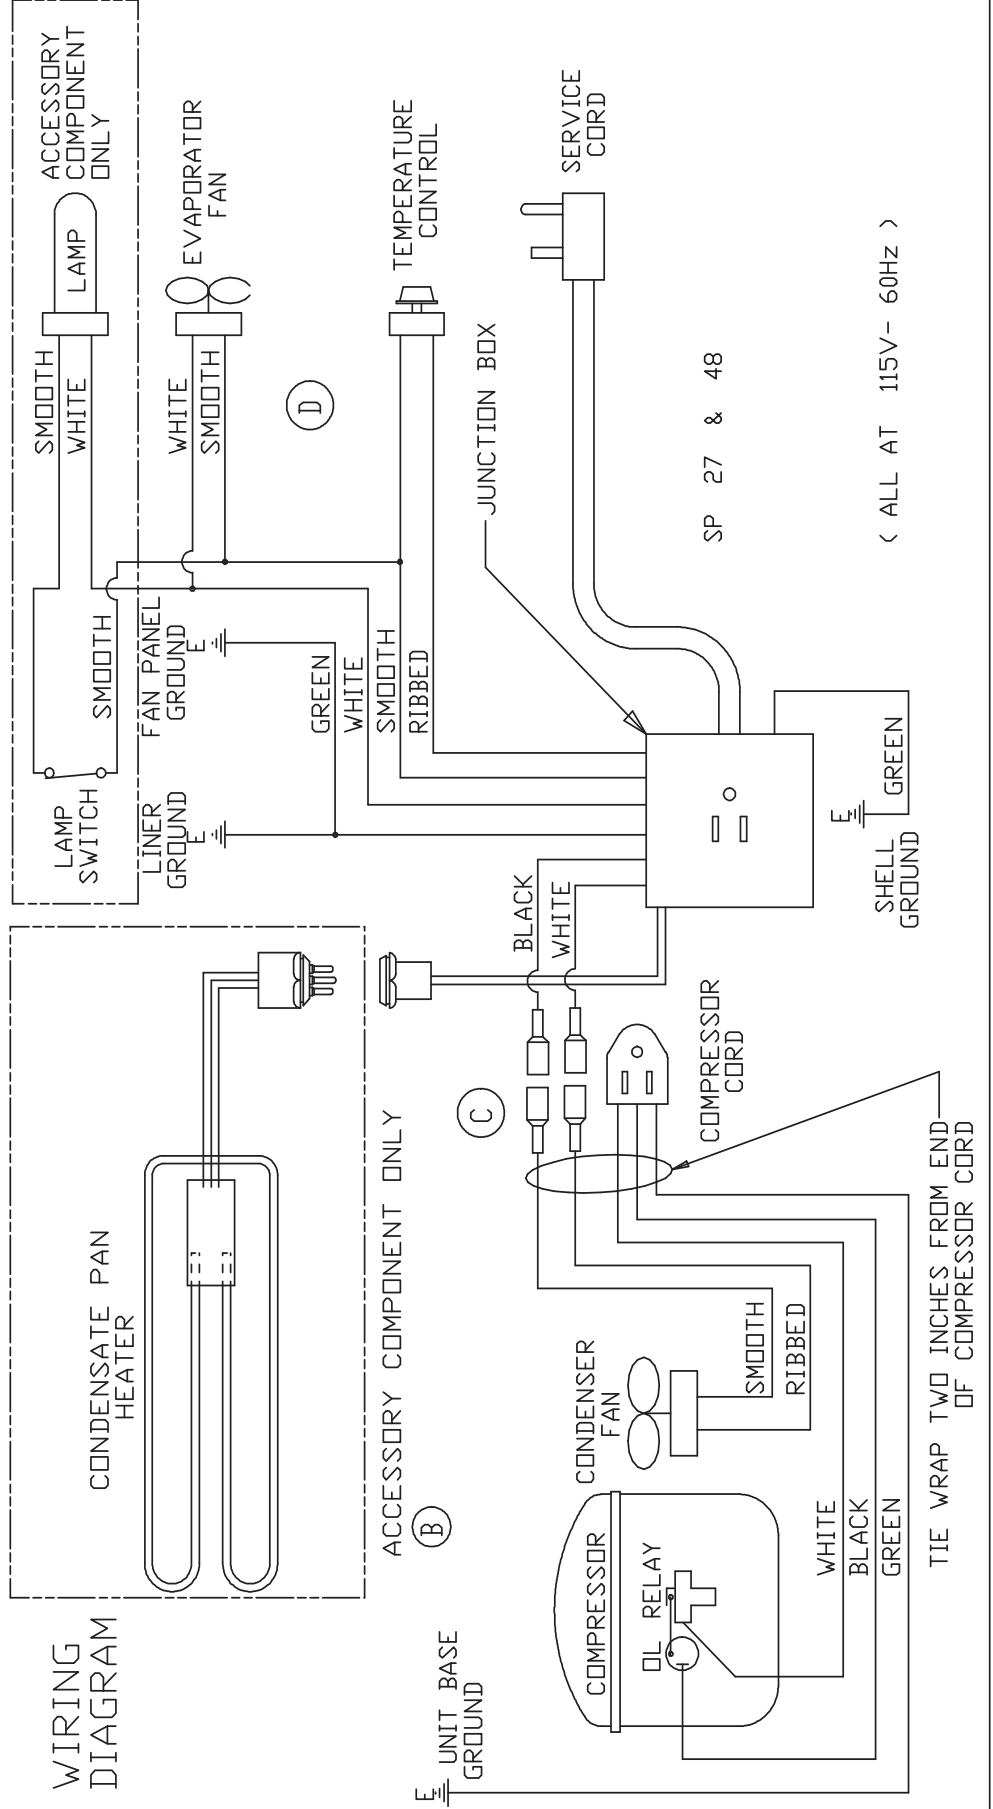 WIRING
DIAGRAM
CONDENSATE PAN
HEATER
ACCESSORY COMPONENT ONLY
B
LAMP
SWITCH
SMOOTH
SMOOTH
WHITE
LAMP
ACCESSORY
COMPONENT
ONLY
LINER
GROUND
E
FAN PANEL
GROUND
E
WHITE
SMOOTH
EVAPORATOR
FAN
D
GREEN
WHITE
SMOOTH
RIBBED
TEMPERATURE
CONTROL
E
UNIT BASE
GROUND
COMPRESSOR
OL RELAY
CONDENSER
FAN
C
BLACK
WHITE
JUNCTION BOX
SERVICE
CORD
COMPRESSOR
CORD
SMOOTH
RIBBED
WHITE
BLACK
GREEN
E
GREEN
SHELL
GROUND
SP 27 & 48
( ALL AT 115V- 60Hz )
TIE WRAP TWO INCHES FROM END
OF COMPRESSOR CORD